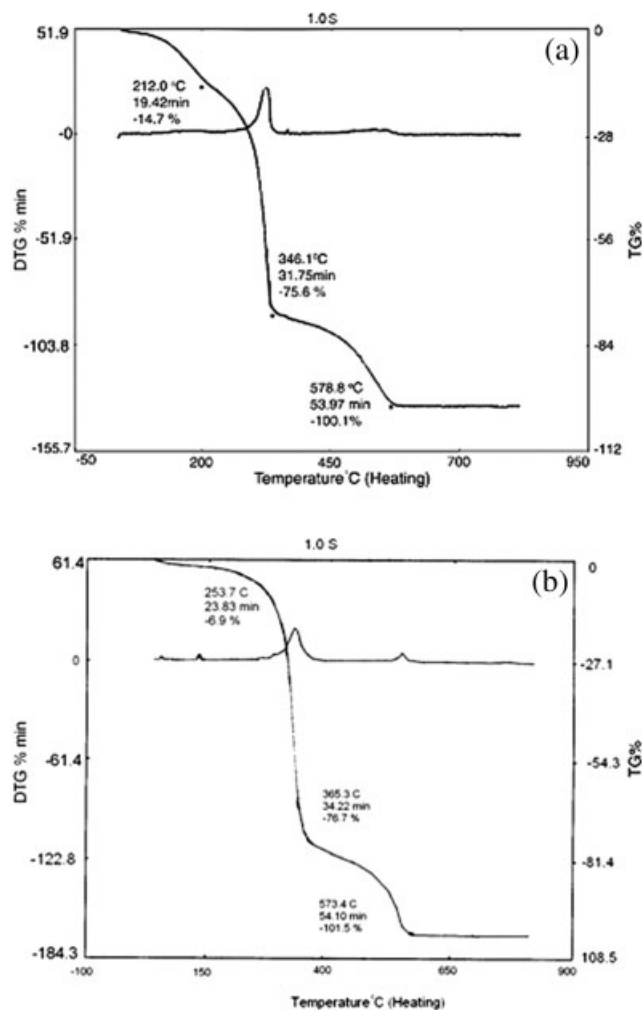 1.0 S
(a)
51.9
-0
-51.9
-103.8
-155.7
DTG % min
0
-28
-56
-84
-112
TG%
212.0 °C
19.42min
-14.7 %
346.1°C
31.75min
-75.6 %
578.8 °C
53.97 min
-100.1%
-50
200
450
700
950
Temperature°C (Heating)
1.0 S
(b)
61.4
0
-61.4
-122.8
-184.3
DTG % min
0
-27.1
-54.3
-81.4
108.5
TG%
253.7 C
23.83 min
-6.9 %
365.3 C
34.22 min
-76.7 %
573.4 C
54.10 min
-101.5 %
-100
150
400
650
900
Temperature°C (Heating)